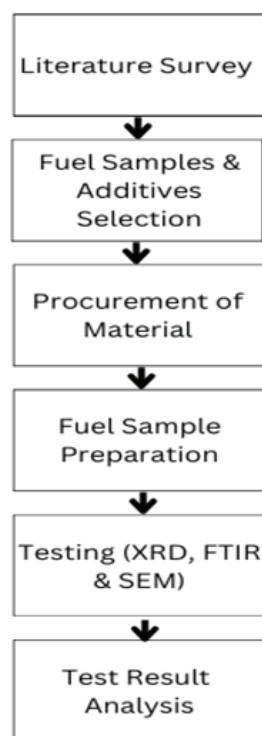 Literature Survey
Fuel Samples &
Additives
Selection
Procurement of
Material
Fuel Sample
Preparation
Testing (XRD, FTIR
& SEM)
Test Result
Analysis